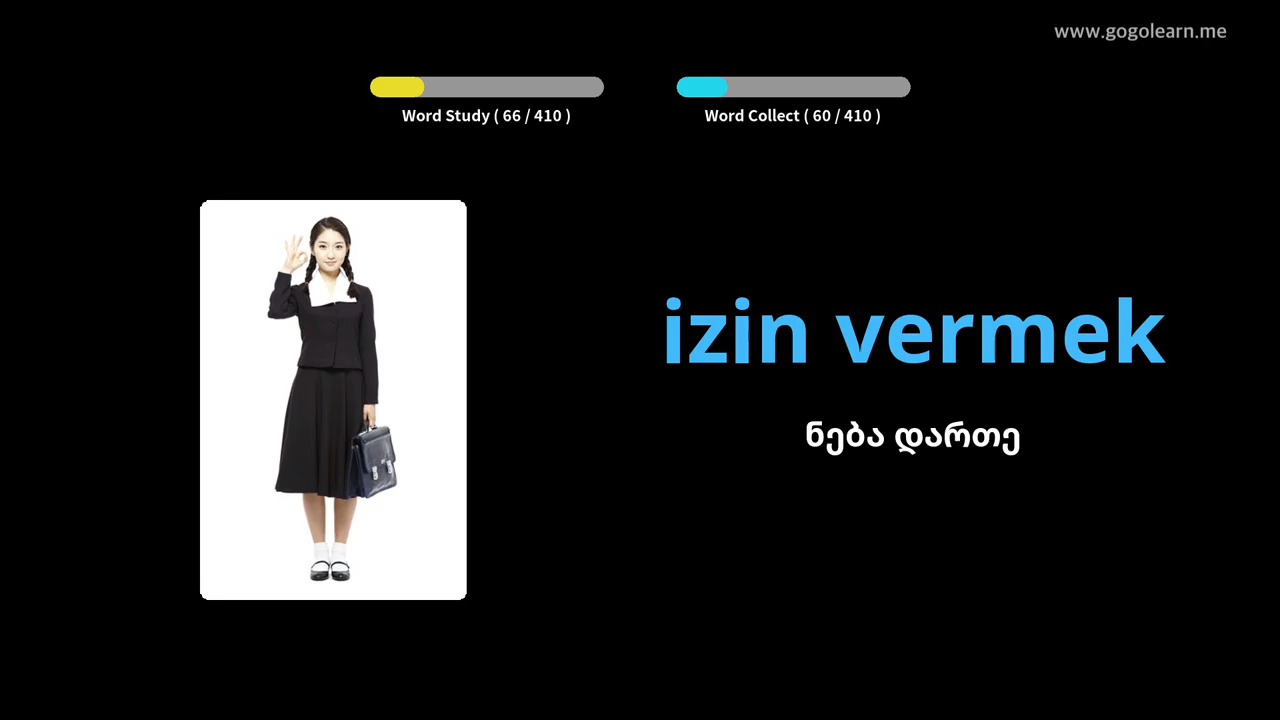 www.gogolearn.me
Word Study ( 66 / 410 )
Word Collect ( 60 / 410 )
izin vermek
ნება დართე